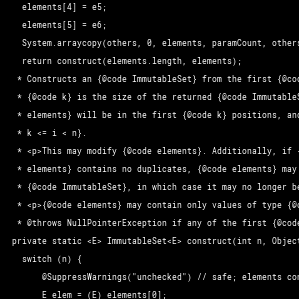 elements[4] = e5;
elements[5] = e6;
System.arraycopy(others, 0, elements, paramCount, others
return construct(elements.length, elements);
* Constructs an {@code ImmutableSet} from the first {@co
* {@code k} is the size of the returned {@code Immutable
* elements} will be in the first {@code k} positions, and
* k <= i < n}.
* <p>This may modify {@code elements}. Additionally, if
* elements} contains no duplicates, {@code elements} may
* {@code ImmutableSet}, in which case it may no longer be
* <p>{@code elements} may contain only values of type {@
* @throws NullPointerException if any of the first {@code
private static <E> ImmutableSet<E> construct(int n, Object
switch (n) {
@SuppressWarnings("unchecked") // safe; elements con
E elem = (E) elements[0];